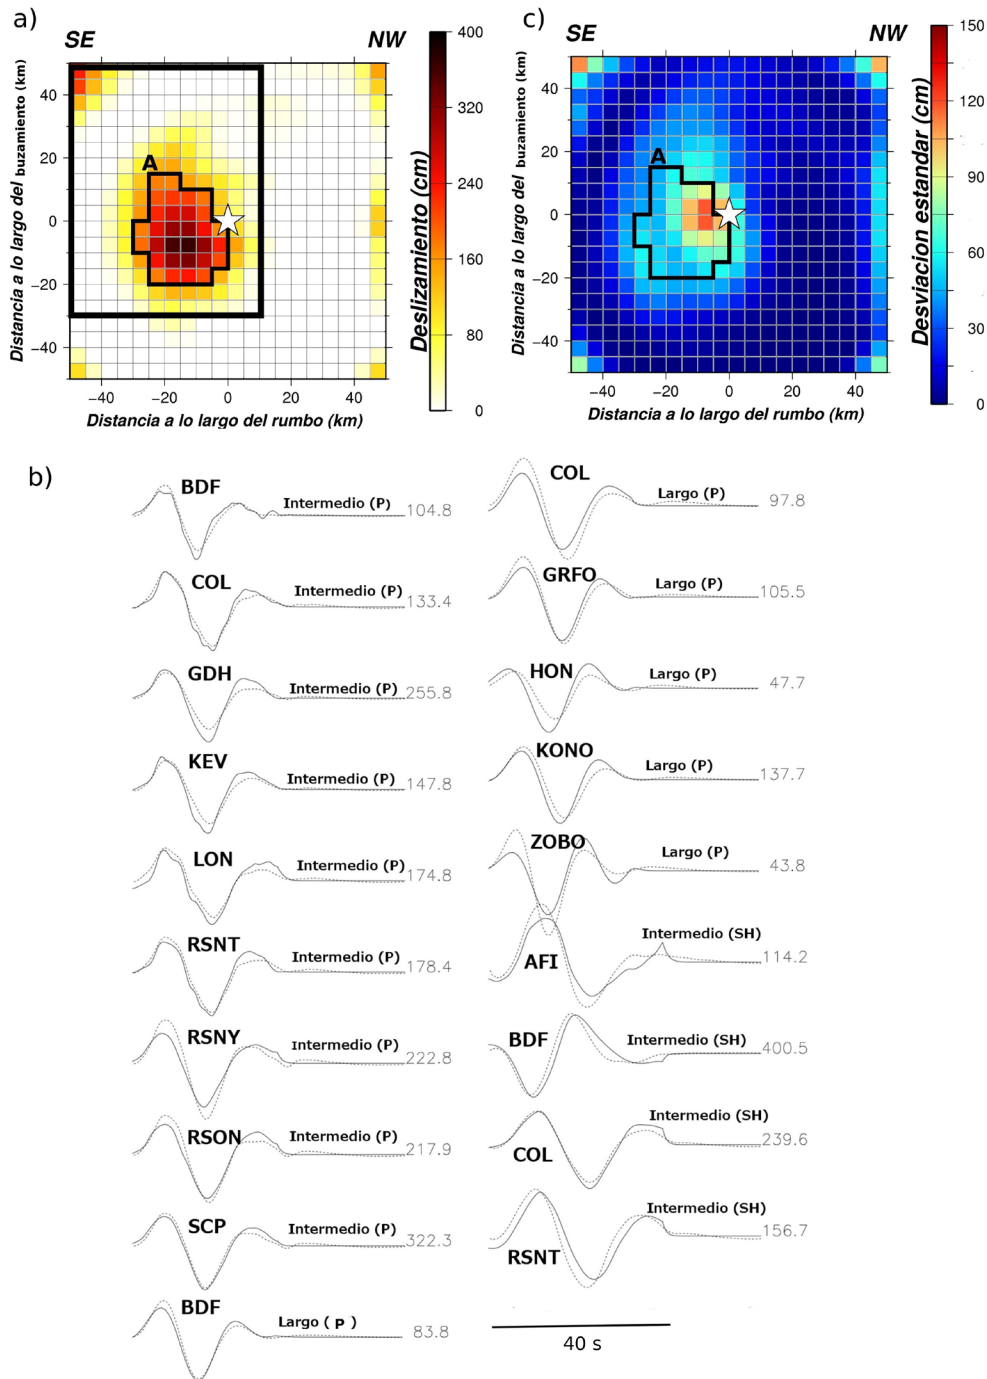 a)
SE
NW
40
20
0
−20
−40
−40
−20
0
20
40
Distancia a lo largo del buzamiento (km)
Distancia a lo largo del rumbo (km)
A
400
320
240
160
80
0
Deslizamiento (cm)
c)
SE
NW
40
20
0
−20
−40
−40
−20
0
20
40
Distancia a lo largo del buzamiento (km)
Distancia a lo largo del rumbo (km)
A
150
120
90
60
30
0
Desviacion estandar (cm)
b)
BDF
Intermedio (P)
104.8
COL
Intermedio (P)
133.4
GDH
Intermedio (P)
255.8
KEV
Intermedio (P)
147.8
LON
Intermedio (P)
174.8
RSNT
Intermedio (P)
178.4
RSNY
Intermedio (P)
222.8
RSON
Intermedio (P)
217.9
SCP
Intermedio (P)
322.3
BDF
Largo ( P )
83.8
COL
Largo (P)
97.8
GRFO
Largo (P)
105.5
HON
Largo (P)
47.7
KONO
Largo (P)
137.7
ZOBO
Largo (P)
43.8
AFI
Intermedio (SH)
114.2
BDF
Intermedio (SH)
400.5
COL
Intermedio (SH)
239.6
RSNT
Intermedio (SH)
156.7
40 s